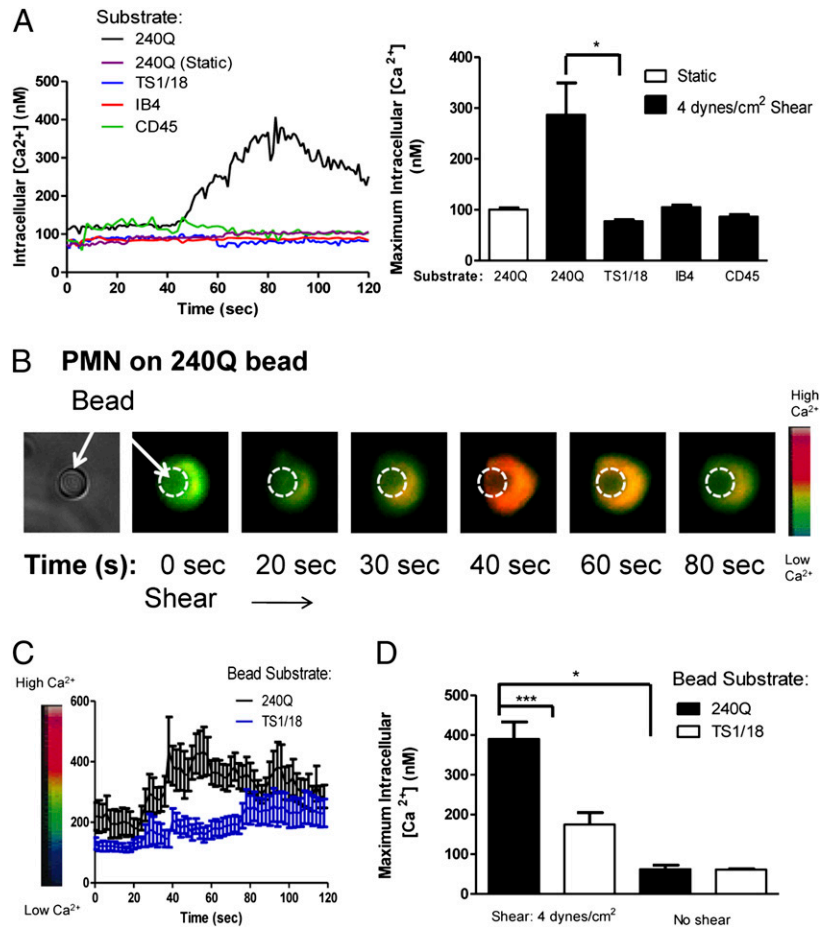 A
Substrate:
240Q
240Q (Static)
TS1/18
IB4
CD45
Intracellular [Ca2+] (nM)
500
400
300
200
100
0
0 20 40 60 80 100 120
Time (sec)
Maximum Intracellular [Ca 2+]
(nM)
400
300
200
100
0
*
Static
4 dynes/cm2 Shear
Substrate: 240Q 240Q TS1/18 IB4 CD45
B PMN on 240Q bead
Bead
High
Ca2+
Low
Ca2+
Time (s): 0 sec 20 sec 30 sec 40 sec 60 sec 80 sec
Shear
C
High Ca2+
Low Ca2+
Bead Substrate:
240Q
TS1/18
600
400
200
0
0 20 40 60 80 100 120
Time (sec)
D
Maximum Intracellular
[Ca 2+] (nM)
500
400
300
200
100
0
*
***
Bead Substrate:
240Q
TS1/18
Shear: 4 dynes/cm2 No shear